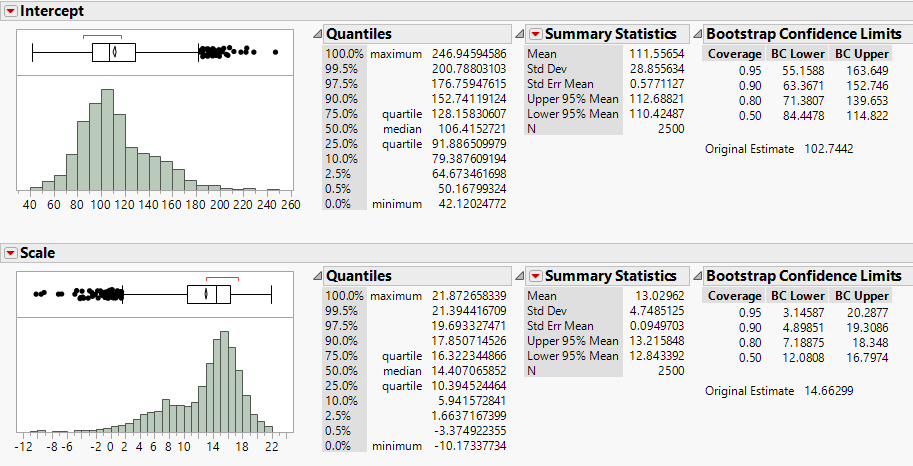 Intercept
40 60 80 100 120 140 160 180 200 220 240 260
Quantiles
100.0% maximum 246.94594586
99.5% 200.78803103
97.5% 176.75947615
90.0% 152.74119124
75.0% quartile 128.15830607
50.0% median 106.4152721
25.0% quartile 91.886509979
10.0% 79.387609194
2.5% 64.673461698
0.5% 50.16799324
0.0% minimum 42.12024772
Summary Statistics
Mean 111.55654
Std Dev 28.855634
Std Err Mean 0.5771127
Upper 95% Mean 112.68821
Lower 95% Mean 110.42487
N 2500
Bootstrap Confidence Limits
Coverage BC Lower BC Upper
0.95 55.1588 163.649
0.90 63.3671 152.746
0.80 71.3807 139.653
0.50 84.4478 114.822
Original Estimate 102.7442
Scale
-12 -8 -6 -2 0 2 4 6 8 10 14 18 22
Quantiles
100.0% maximum 21.872658339
99.5% 21.394416709
97.5% 19.693327471
90.0% 17.850714526
75.0% quartile 16.322344866
50.0% median 14.407065852
25.0% quartile 10.394524464
10.0% 5.941572841
2.5% 1.6637167399
0.5% -3.374922355
0.0% minimum -10.17337734
Summary Statistics
Mean 13.02962
Std Dev 4.7485125
Std Err Mean 0.0949703
Upper 95% Mean 13.215848
Lower 95% Mean 12.843392
N 2500
Bootstrap Confidence Limits
Coverage BC Lower BC Upper
0.95 3.14587 20.2877
0.90 4.89851 19.3086
0.80 7.18875 18.348
0.50 12.0808 16.7974
Original Estimate 14.66299